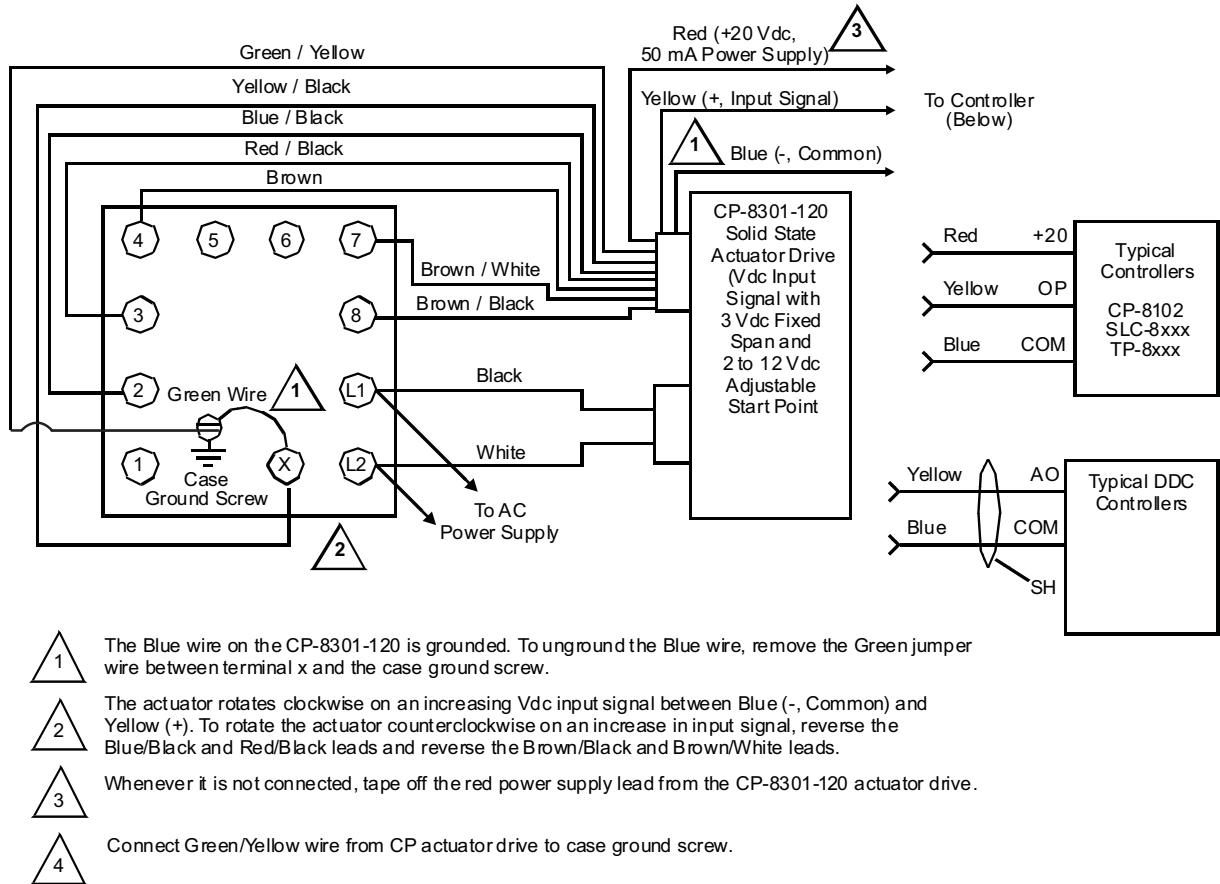 Green / Yellow
Yellow / Black
Blue / Black
Red / Black
Brown
Red (+20 Vdc,
50 mA Power Supply)
3
Yellow (+, Input Signal)
To Controller
(Below)
1
Blue (-, Common)
4
5
6
7
Brown / White
3
8
Brown / Black
2
Green Wire
1
L1
Black
1
Case
Ground Screw
X
L2
White
To AC
Power Supply
2
CP-8301-120
Solid State
Actuator Drive
(Vdc Input
Signal with
3 Vdc Fixed
Span and
2 to 12 Vdc
Adjustable
Start Point
Red +20
Yellow OP
Blue COM
Typical
Controllers
CP-8102
SLC-8xxx
TP-8xxx
Yellow AO
Blue COM
SH
Typical DDC
Controllers
1
The Blue wire on the CP-8301-120 is grounded. To unground the Blue wire, remove the Green jumper
wire between terminal x and the case ground screw.
2
The actuator rotates clockwise on an increasing Vdc input signal between Blue (-, Common) and
Yellow (+). To rotate the actuator counterclockwise on an increase in input signal, reverse the
Blue/Black and Red/Black leads and reverse the Brown/Black and Brown/White leads.
3
Whenever it is not connected, tape off the red power supply lead from the CP-8301-120 actuator drive.
4
Connect Green/Yellow wire from CP actuator drive to case ground screw.